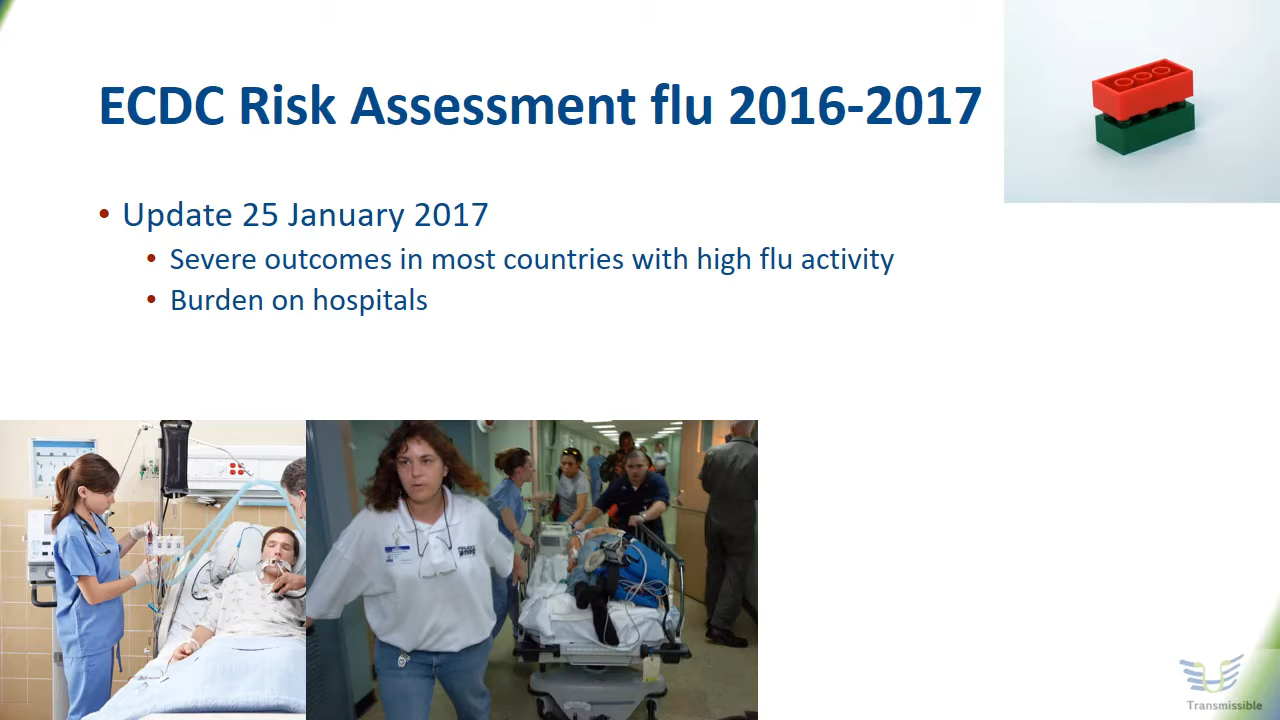 ECDC Risk Assessment flu 2016-2017
• Update 25 January 2017
• Severe outcomes in most countries with high flu activity
• Burden on hospitals
Transmissible